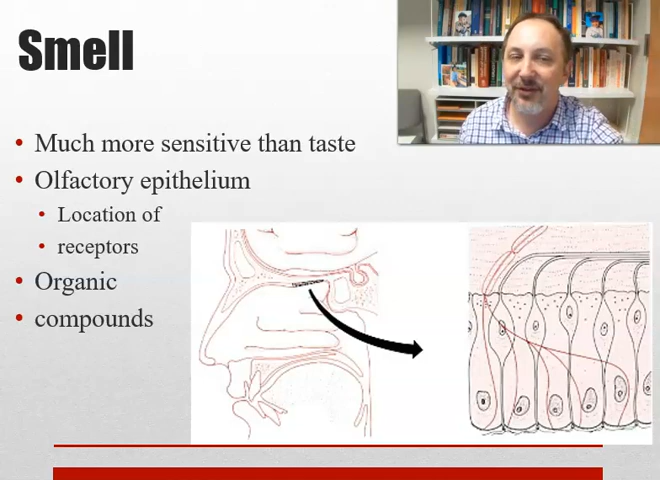 Smell
Much more sensitive than taste
Olfactory epithelium
Location of
receptors
Organic
compounds